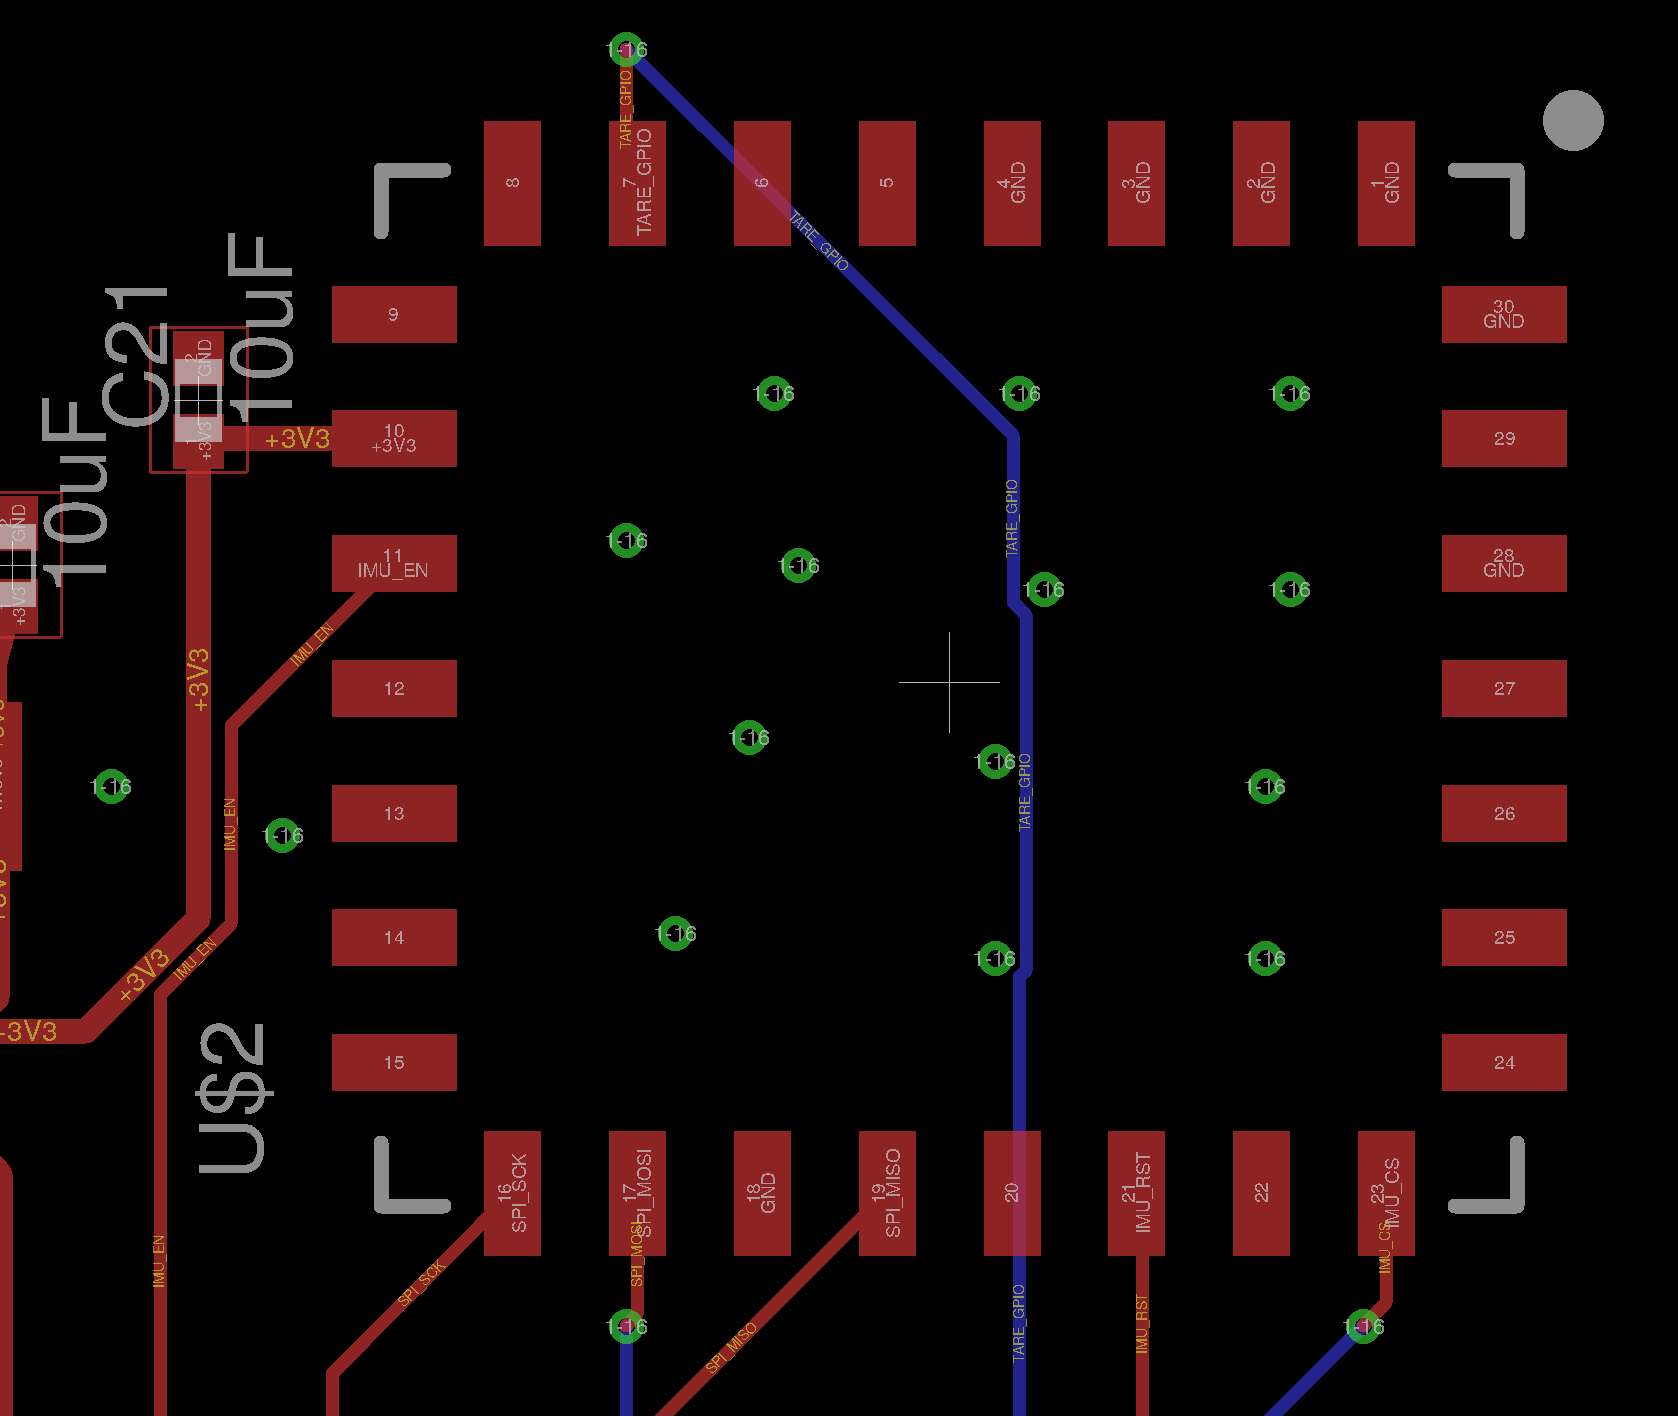 1-16
TARE_GPIO
8
7
TARE_GPIO
6
5
4
GND
3
GND
2
GND
1
GND
TARE_GPIO
9
30
GND
C21
10uF
2
GND
1
+3V3
+3V3
10
+3V3
1-16
1-16
1-16
29
10uF
2
GND
+3V3
TARE_GPIO
1-16
11
IMU_EN
1-16
1-16
1-16
28
GND
IMU_EN
+3V3
12
27
1-16
1-16
TARE_GPIO
1-16
1-16
IMU_EN
1-16
13
26
14
1-16
1-16
1-16
25
+3V3
IMU_EN
+3V3
15
24
U$2
16
SPI_SCK
17
SPI_MOSI
18
GND
19
SPI_MISO
20
21
IMU_RST
22
23
IMU_CS
IMU_EN
SPI_SCK
SPI_MOSI
1-16
SPI_MISO
TARE_GPIO
IMU_RST
IMU_CS
1-16